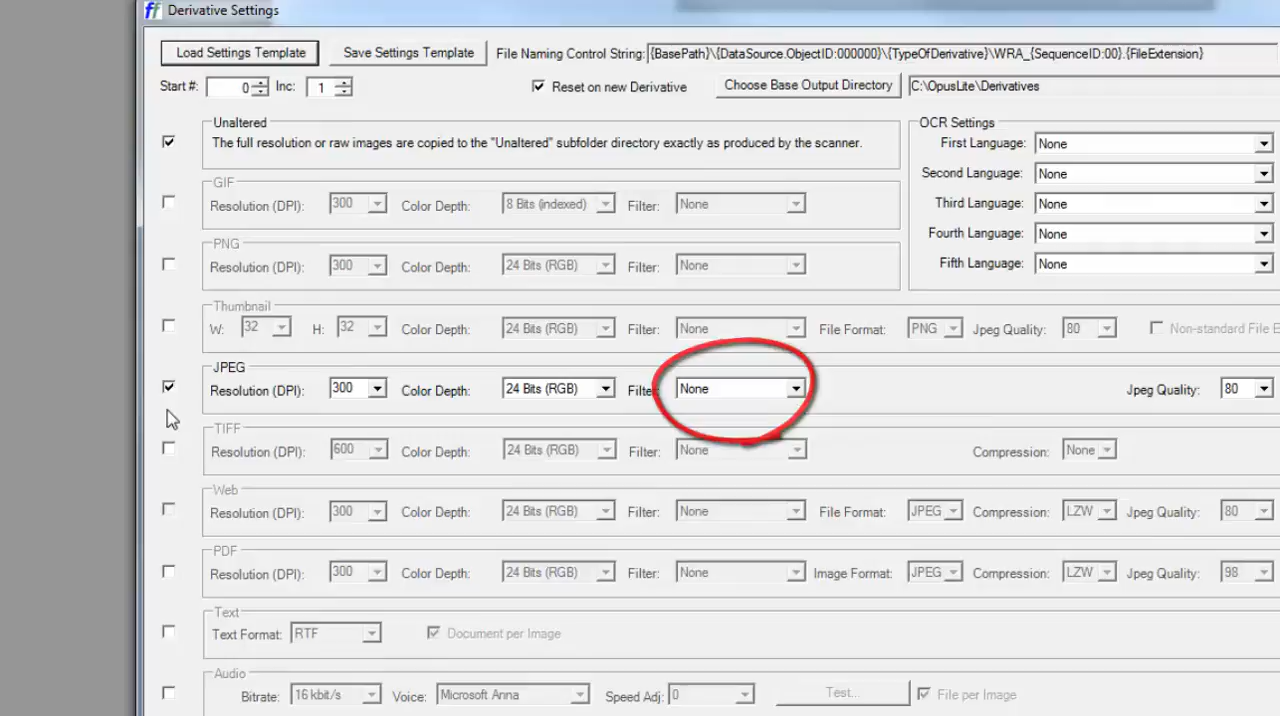 Derivative Settings
Load Settings Template Save Settings Template File Naming Control String: {BasePath}\{DataSource.ObjectID:000000}\{TypeOfDerivative}\WRA_{SequenceID:00}.{FileExtension}
Start #: 0 Inc: 1 Reset on new Derivative Choose Base Output Directory C:\OpusLite\Derivatives
Unaltered
The full resolution or raw images are copied to the "Unaltered" subfolder directory exactly as produced by the scanner.
OCR Settings
First Language: None
Second Language: None
Third Language: None
Fourth Language: None
Fifth Language: None
GIF
Resolution (DPI): 300 Color Depth: 8 Bits (indexed) Filter: None
PNG
Resolution (DPI): 300 Color Depth: 24 Bits (RGB) Filter: None
Thumbnail
W: 32 H: 32 Color Depth: 24 Bits (RGB) Filter: None File Format: PNG Jpeg Quality: 80 Non-standard File E
JPEG
Resolution (DPI): 300 Color Depth: 24 Bits (RGB) Filter: None Jpeg Quality: 80
TIFF
Resolution (DPI): 600 Color Depth: 24 Bits (RGB) Filter: None Compression: None
Web
Resolution (DPI): 300 Color Depth: 24 Bits (RGB) Filter: None File Format: JPEG Compression: LZW Jpeg Quality: 80
PDF
Resolution (DPI): 300 Color Depth: 24 Bits (RGB) Filter: None Image Format: JPEG Compression: LZW Jpeg Quality: 98
Text
Text Format: RTF Document per Image
Audio
Bitrate: 16 kbit/s Voice: Microsoft Anna Speed Adj: 0 Test... File per Image